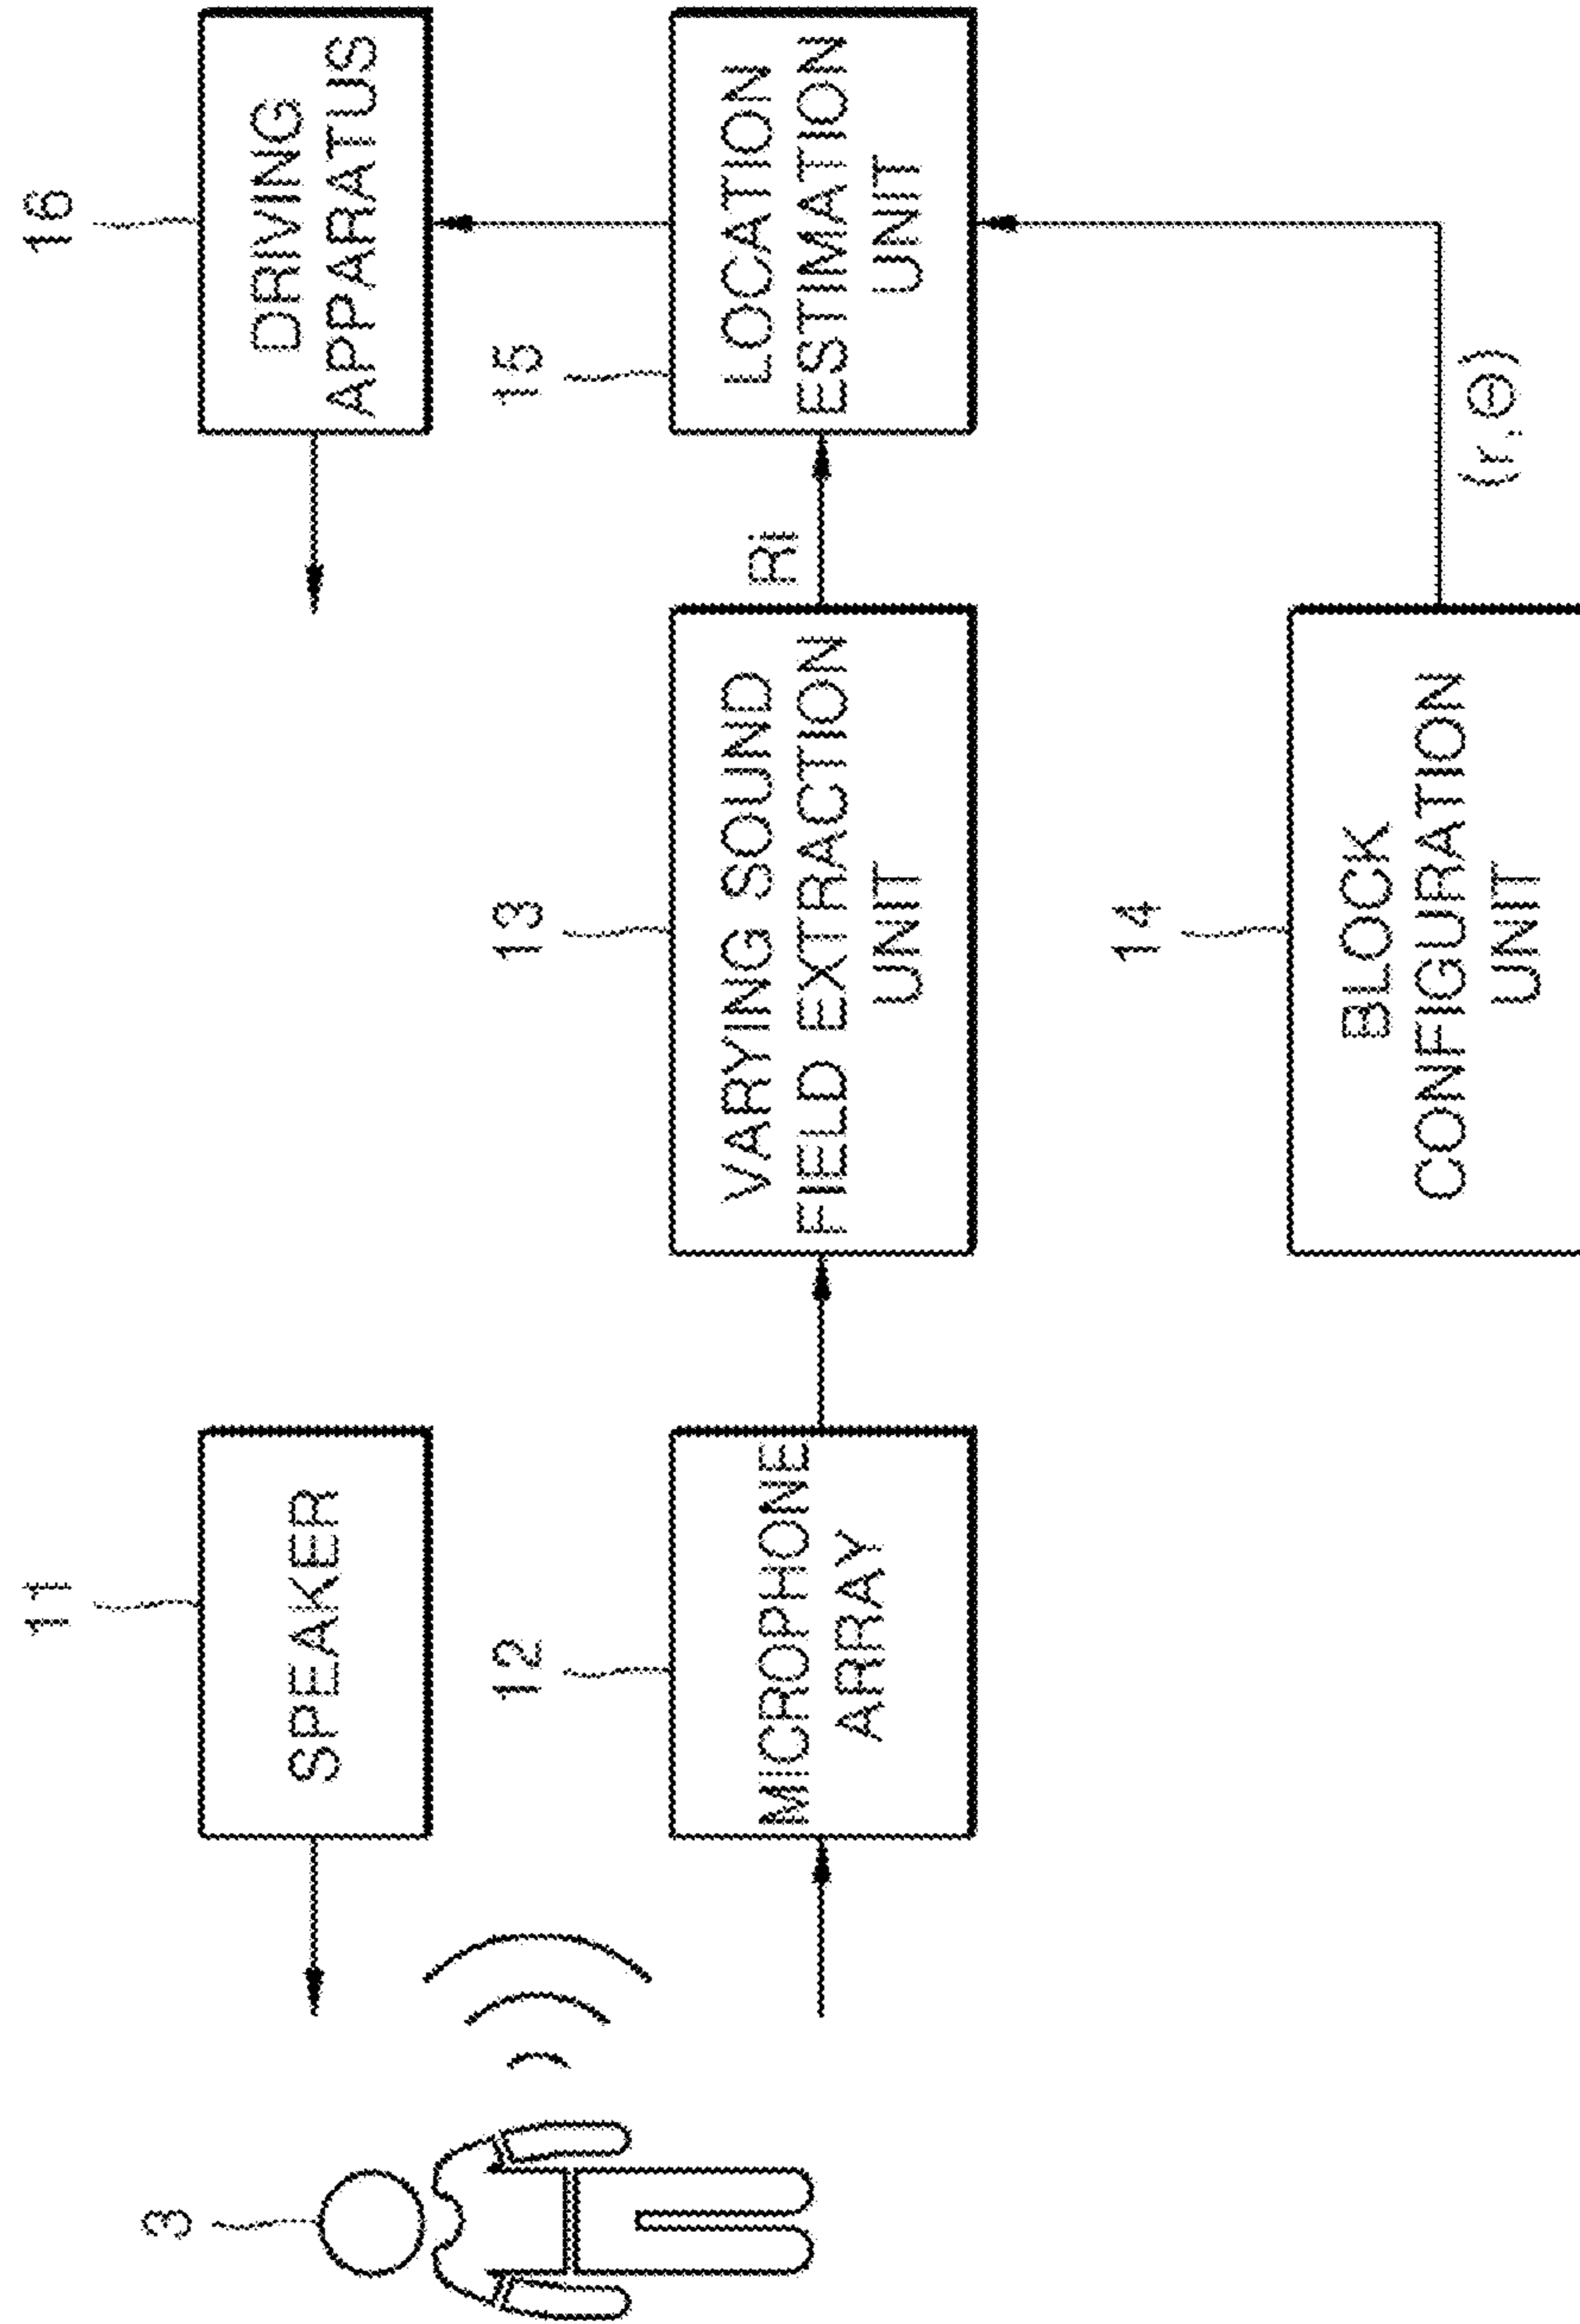 16
DRIVING
APPARATUS
15
LOCATION
ESTIMATION
UNIT
Ri
(r,Θ)
13
VARYING SOUND
FIELD EXTRACTION
UNIT
14
BLOCK
CONFIGURATION
UNIT
11
SPEAKER
12
MICROPHONE
ARRAY
3